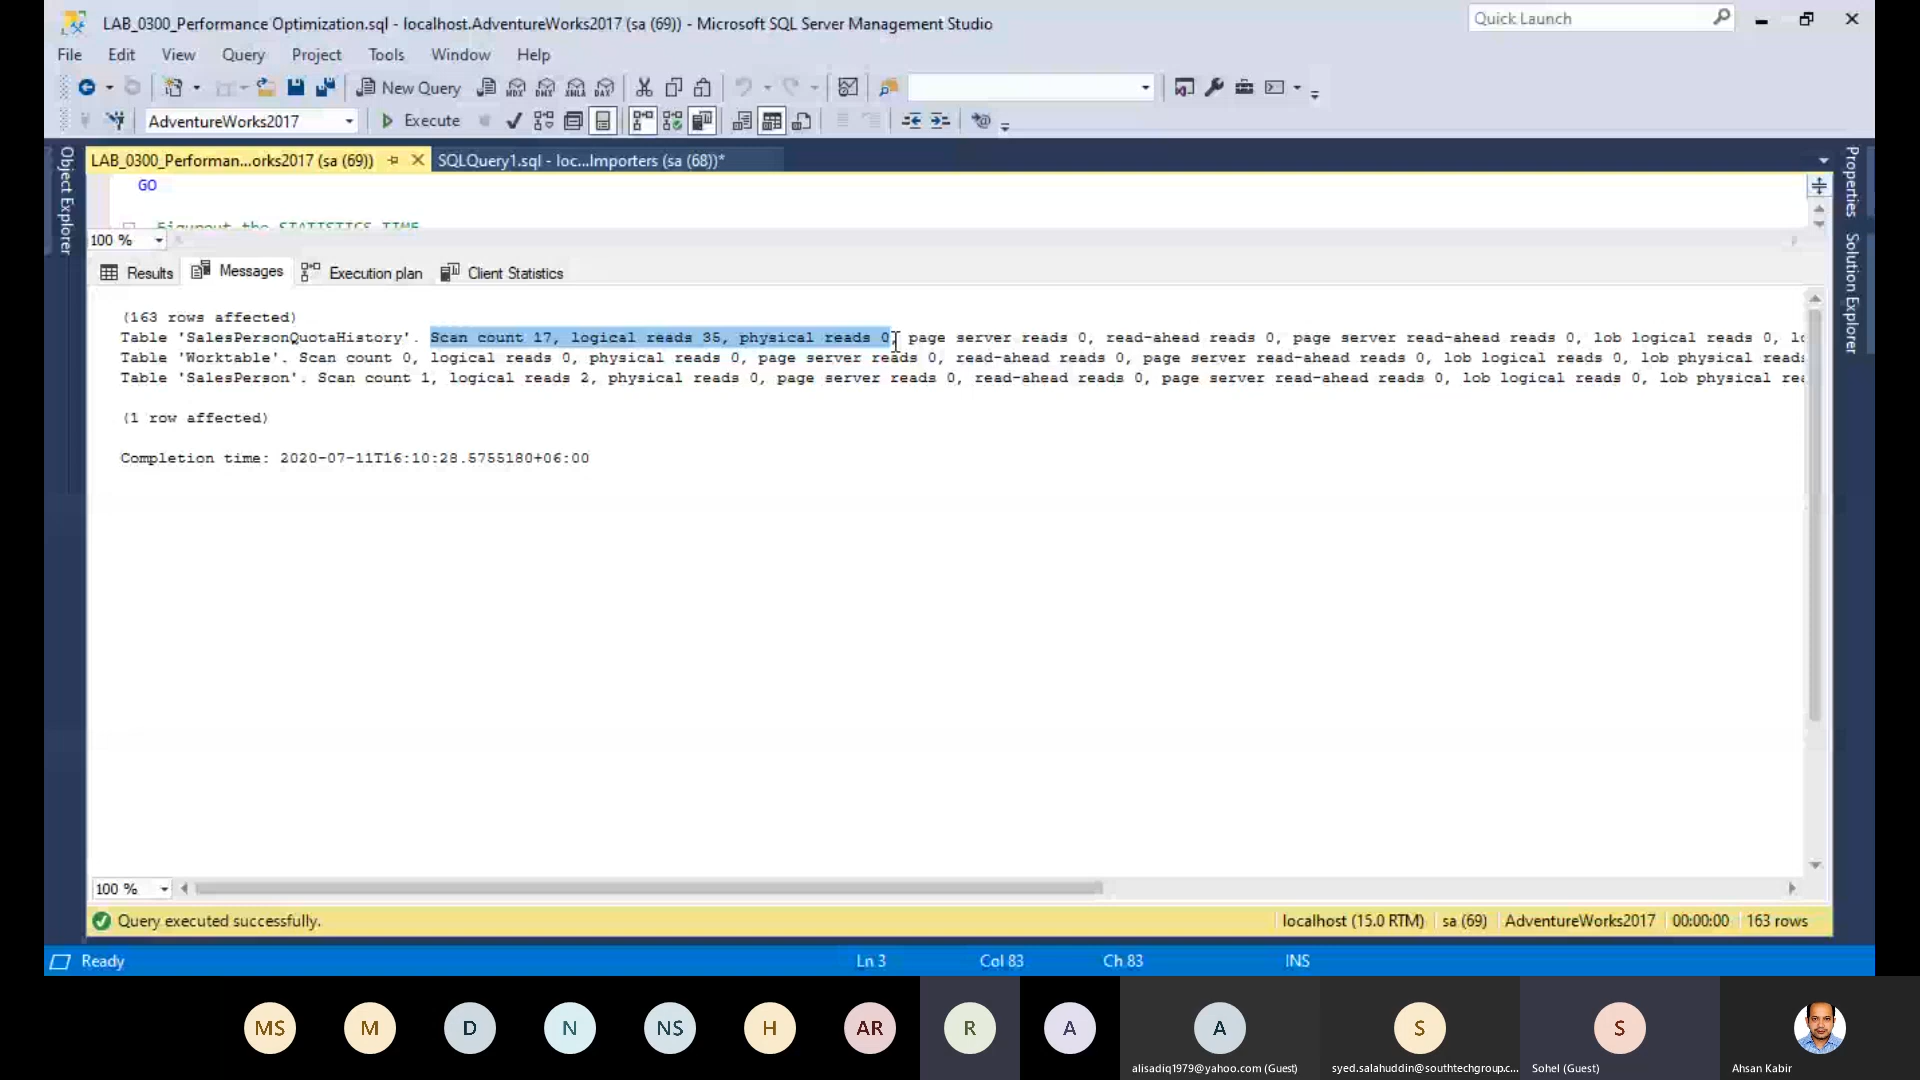 LAB_0300_Performance Optimization.sql - localhost.AdventureWorks2017 (sa (69)) - Microsoft SQL Server Management Studio
Quick Launch
File Edit View Query Project Tools Window Help
New Query
AdventureWorks2017
Execute
LAB_0300_Performan...orks2017 (sa (69))
SQLQuery1.sql - loc...Importers (sa (68))*
Object Explorer
Properties
Solution Explorer
GO
Figureout the STATISTICS TIME
100 %
Results
Messages
Execution plan
Client Statistics
(163 rows affected)
Table 'SalesPersonQuotaHistory'. Scan count 17, logical reads 35, physical reads 0, page server reads 0, read-ahead reads 0, page server read-ahead reads 0, lob logical reads 0, lo
Table 'Worktable'. Scan count 0, logical reads 0, physical reads 0, page server reads 0, read-ahead reads 0, page server read-ahead reads 0, lob logical reads 0, lob physical reads
Table 'SalesPerson'. Scan count 1, logical reads 2, physical reads 0, page server reads 0, read-ahead reads 0, page server read-ahead reads 0, lob logical reads 0, lob physical rea
(1 row affected)
Completion time: 2020-07-11T16:10:28.5755180+06:00
100 %
Query executed successfully.
localhost (15.0 RTM) sa (69) AdventureWorks2017 00:00:00 163 rows
Ready
Ln 3
Col 83
Ch 83
INS
MS
M
D
N
NS
H
AR
R
A
A
S
S
alisadiq1979@yahoo.com (Guest)
syed.salahuddin@southtechgroup.c...
Sohel (Guest)
Ahsan Kabir